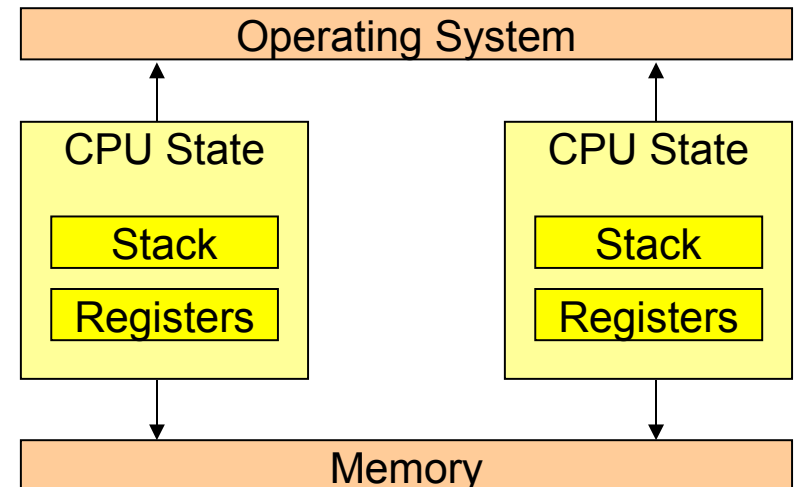 Operating System
CPU State
CPU State
Stack
Stack
Registers
Registers
Memory